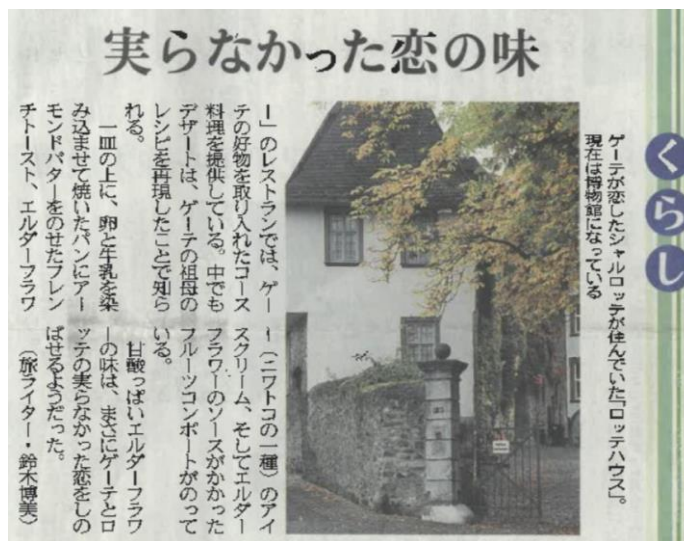 実らなかった恋の味
くらし
ゲーテが恋したシャルロッテが住んでいた「ロッテハウス」。
現在は博物館になっている
ー」のレストランでは、ゲー
テの好物を取り入れたコース
料理を提供している。中でも
デザートは、ゲーテの祖母の
レシピを再現したことで知ら
れる。
一皿の上に、卵と牛乳を染
み込ませて焼いたパンにアー
モンドバターをのせたフレン
チトースト、エルダーフラワ
ー(ニワトコの一種)のアイ
スクリーム、そしてエルダー
フラワーのソースがかかった
フルーツコンポートがのって
いる。
甘酸っぱいエルダーフラワ
ーの味は、まさにゲーテとロ
ッテの実らなかった恋をしの
ばせるようだった。
(旅ライター・鈴木博美)